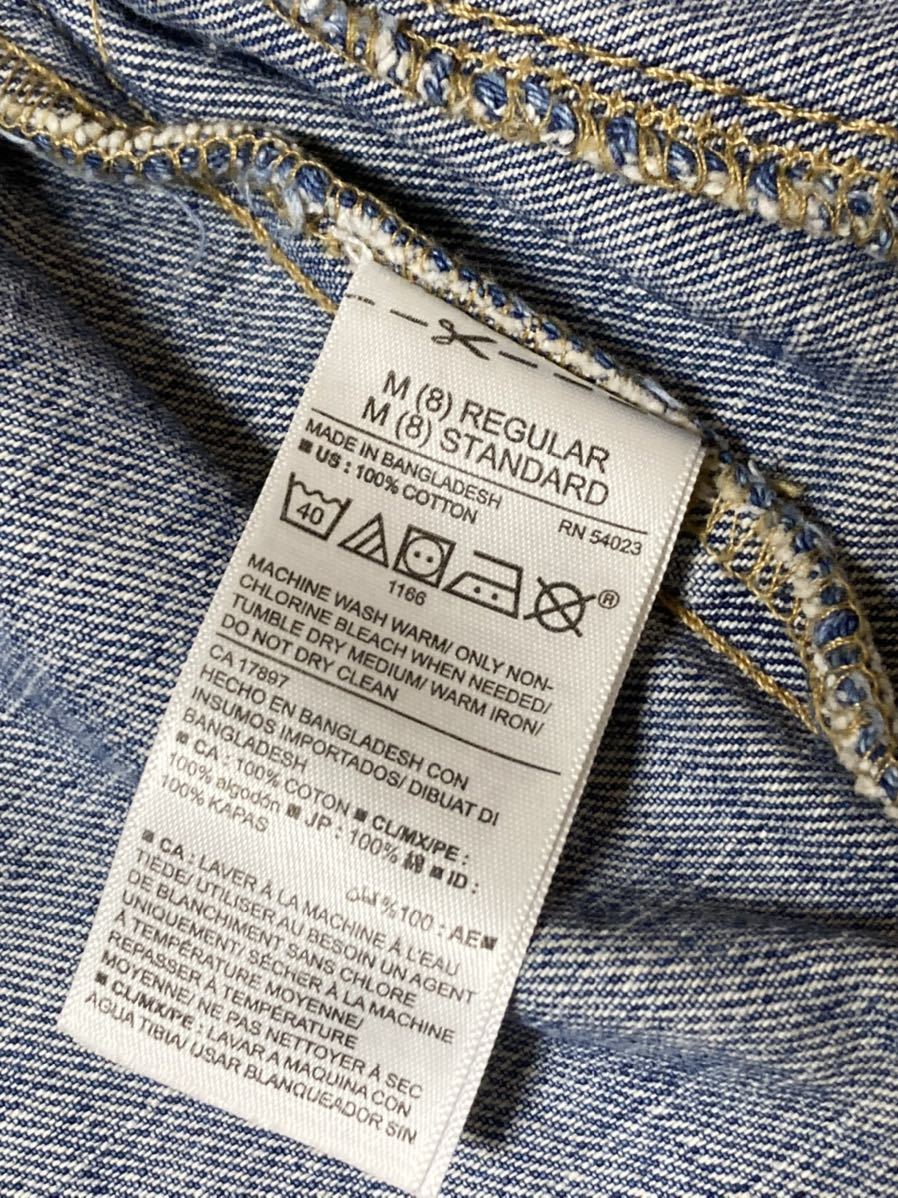 M (8) REGULAR
M (8) STANDARD
MADE IN BANGLADESH
RN 54023
■ US : 100% COTTON
40
1166
®
MACHINE WASH WARM/ ONLY NON-
CHLORINE BLEACH WHEN NEEDED/
TUMBLE DRY MEDIUM/ WARM IRON/
DO NOT DRY CLEAN
CA 17897
HECHO EN BANGLADESH CON
INSUMOS IMPORTADOS/ DIBUAT DI
BANGLADESH
■ CA : 100% COTON ■ CL/MX/PE :
100% algodón ■ JP : 100% 綿 ■ ID :
100% KAPAS
■AE : 100% قطن
■ CA : LAVER À LA MACHINE À L'EAU
TIÈDE/ UTILISER AU BESOIN UN AGENT
DE BLANCHIMENT SANS CHLORE
UNIQUEMENT/ SÉCHER À LA MACHINE
À TEMPÉRATURE MOYENNE/
REPASSER À TEMPÉRATURE
MOYENNE/ NE PAS NETTOYER À SEC
■ CL/MX/PE : LAVAR A MAQUINA CON
AGUA TIBIA/ USAR BLANQUEADOR SIN